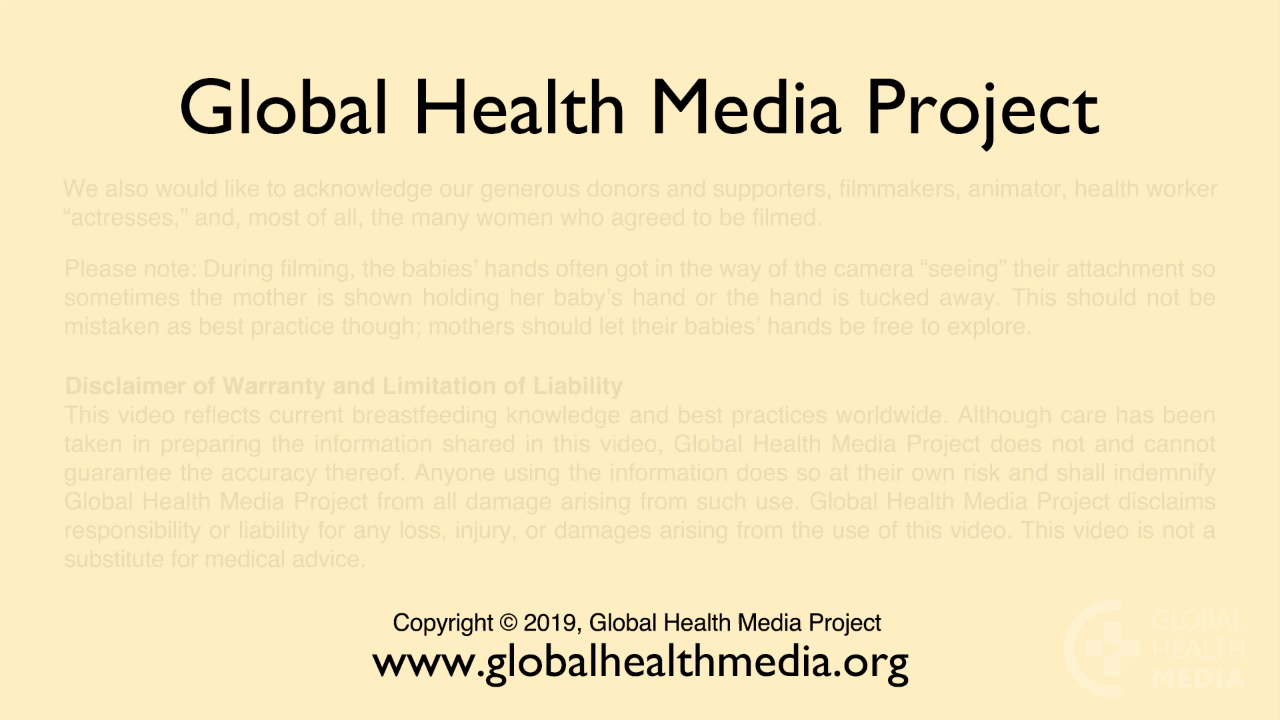 Global Health Media Project
We also would like to acknowledge our generous donors and supporters, filmmakers, animator, health worker
“actresses,” and, most of all, the many women who agreed to be filmed.
Please note: During filming, the babies’ hands often got in the way of the camera “seeing” their attachment so
sometimes the mother is shown holding her baby’s hand or the hand is tucked away. This should not be
mistaken as best practice though; mothers should let their babies’ hands be free to explore.
Disclaimer of Warranty and Limitation of Liability
This video reflects current breastfeeding knowledge and best practices worldwide. Although care has been
taken in preparing the information shared in this video, Global Health Media Project does not and cannot
guarantee the accuracy thereof. Anyone using the information does so at their own risk and shall indemnify
Global Health Media Project from all damage arising from such use. Global Health Media Project disclaims
responsibility or liability for any loss, injury, or damages arising from the use of this video. This video is not a
substitute for medical advice.
Copyright © 2019, Global Health Media Project
www.globalhealthmedia.org
GLOBAL
HEALTH
MEDIA